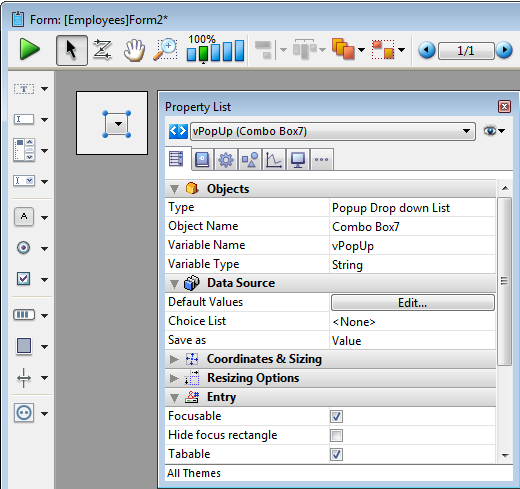 Form: [Employees]Form2*
100%
1/1
Property List
vPopUp (Combo Box7)
Objects
Type Popup Drop down List
Object Name Combo Box7
Variable Name vPopUp
Variable Type String
Data Source
Default Values Edit...
Choice List <None>
Save as Value
Coordinates & Sizing
Resizing Options
Entry
Focusable
Hide focus rectangle
Tabable
All Themes